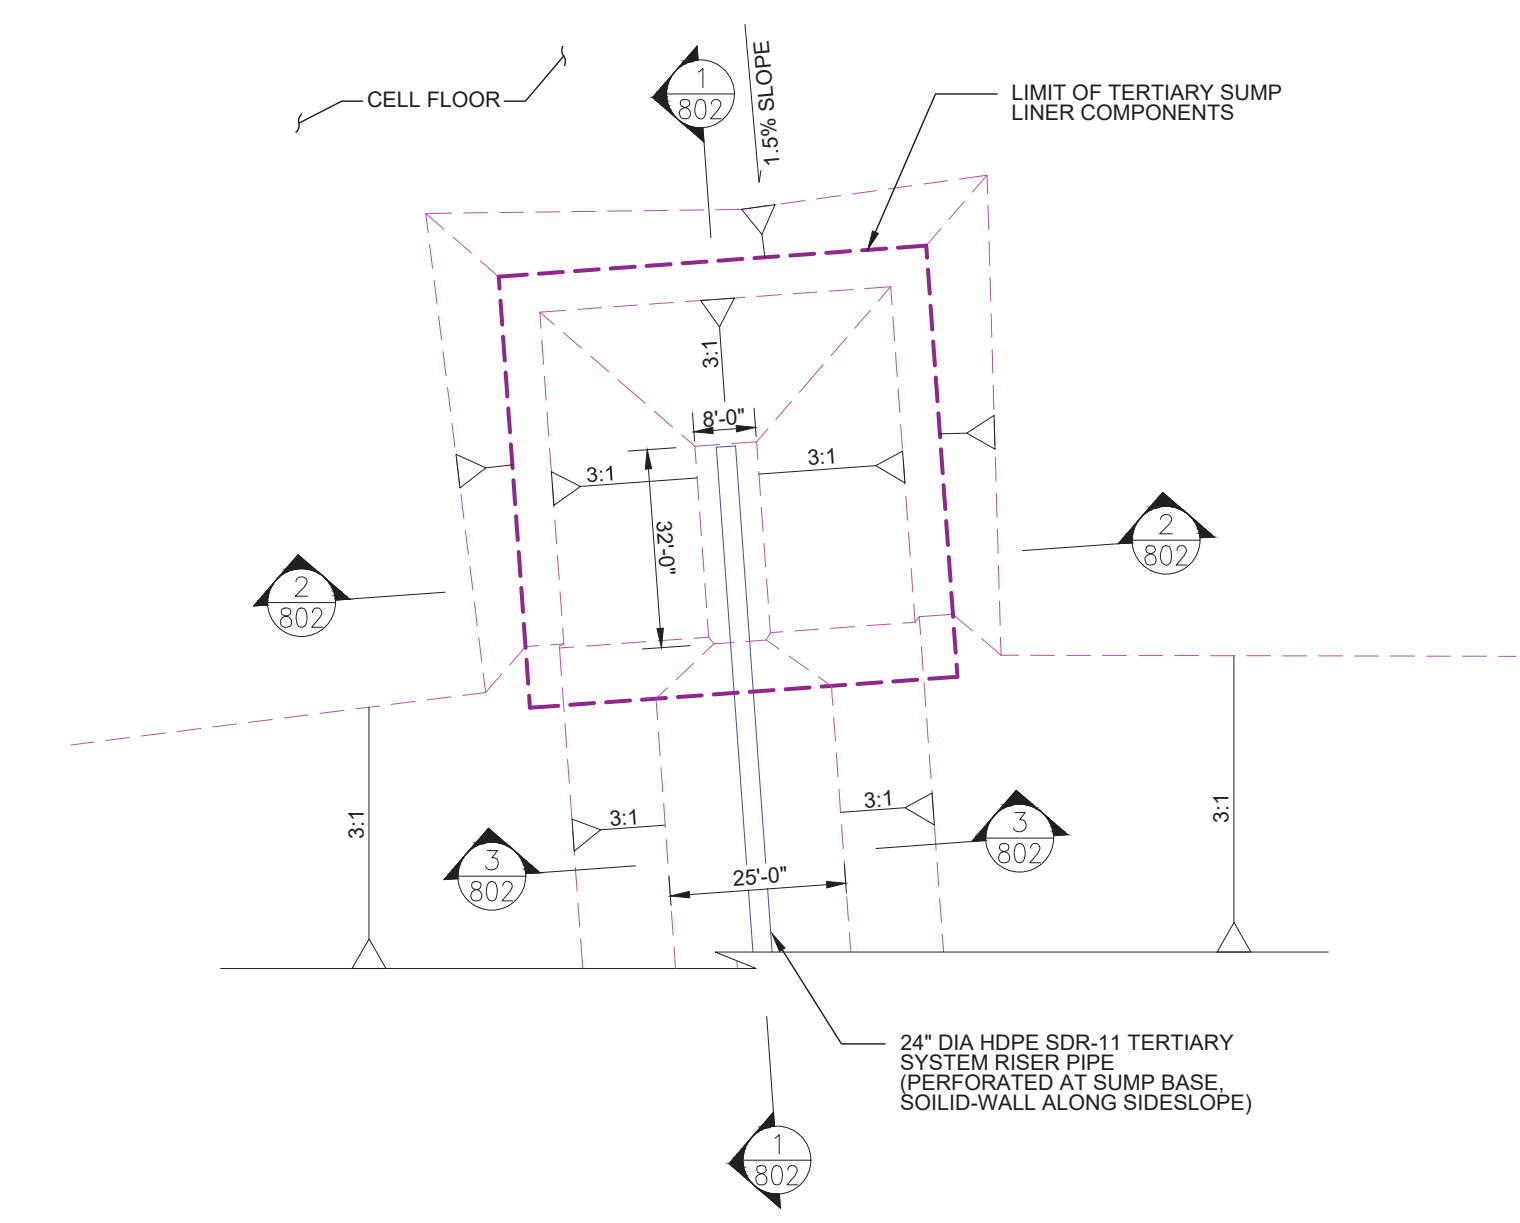 CELL FLOOR
1
802
1.5% SLOPE
LIMIT OF TERTIARY SUMP
LINER COMPONENTS
3:1
8'-0"
3:1
3:1
32'-0"
2
802
2
802
3:1
3:1
3:1
3:1
3
802
3
802
25'-0"
24" DIA HDPE SDR-11 TERTIARY
SYSTEM RISER PIPE
(PERFORATED AT SUMP BASE,
SOILID-WALL ALONG SIDESLOPE)
1
802